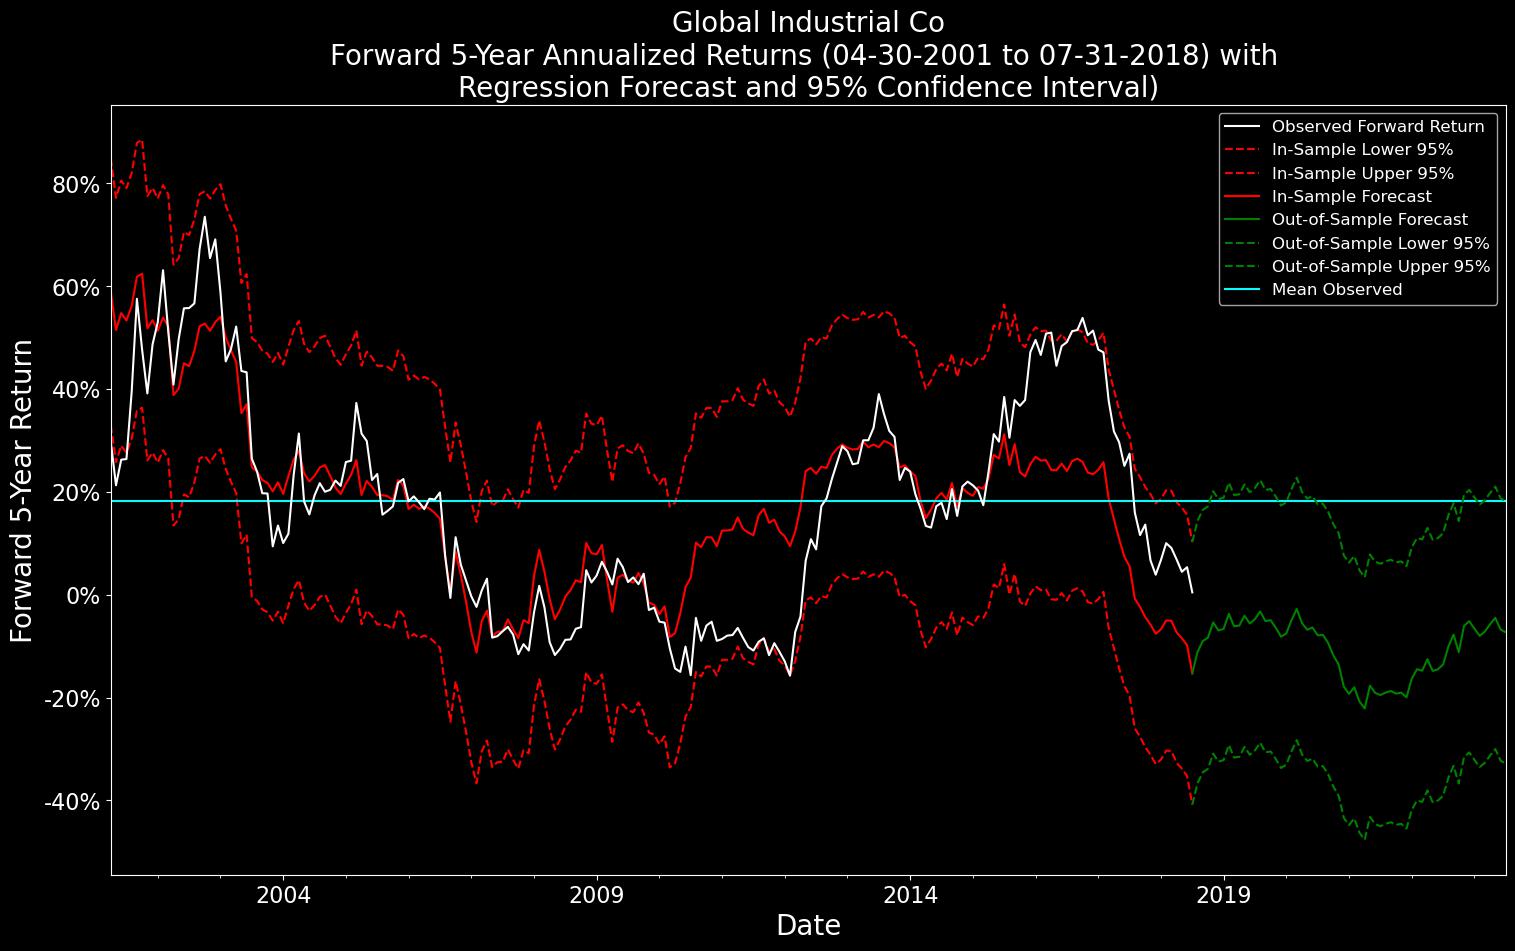 Global Industrial Co
Forward 5-Year Annualized Returns (04-30-2001 to 07-31-2018) with
Regression Forecast and 95% Confidence Interval)
Observed Forward Return
In-Sample Lower 95%
In-Sample Upper 95%
In-Sample Forecast
Out-of-Sample Forecast
Out-of-Sample Lower 95%
Out-of-Sample Upper 95%
Mean Observed
Forward 5-Year Return
80%
60%
40%
20%
0%
-20%
-40%
2004
2009
2014
2019
Date